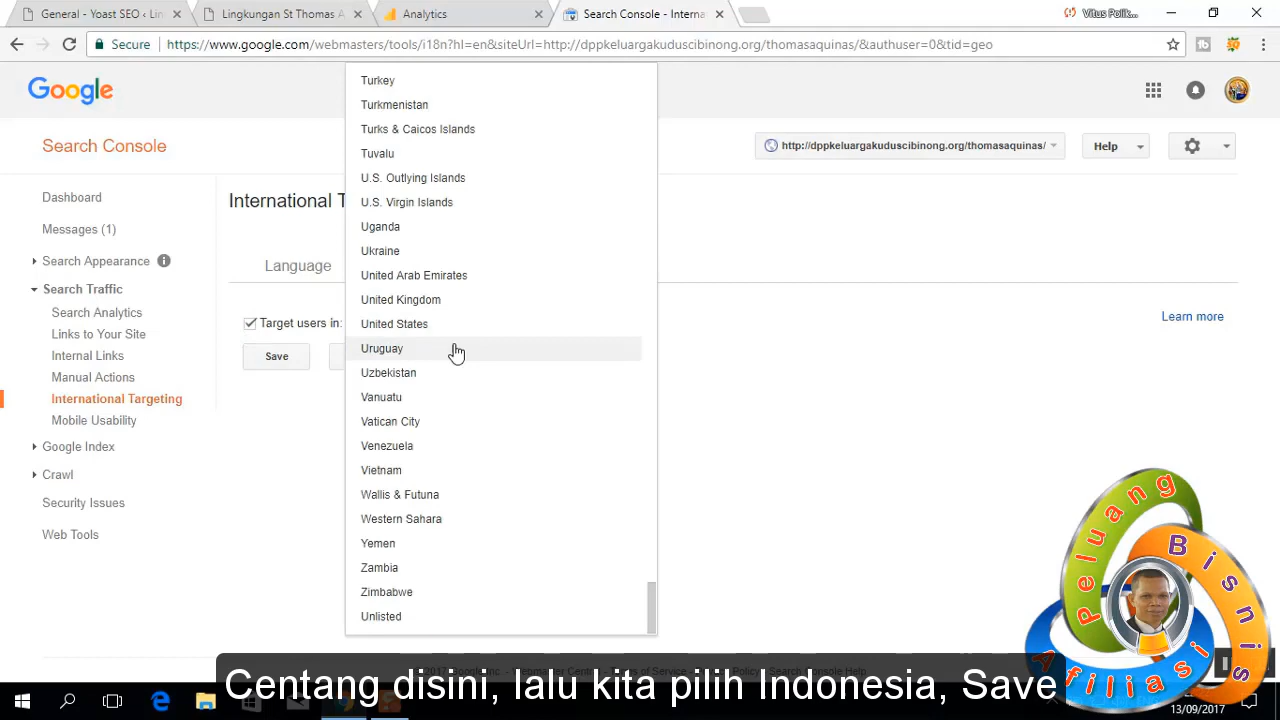 General - Yoast SEO ‹ Lin
Lingkungan St Thomas A
Analytics
Search Console - Interna
Vitus Polik...
Secure
https://www.google.com/webmasters/tools/i18n?hl=en&siteUrl=http://dppkeluargakuduscibinong.org/thomasaquinas/&authuser=0&tid=geo
Google
Search Console
http://dppkeluargakuduscibinong.org/thomasaquinas/
Help
Dashboard
Messages (1)
Search Appearance
Search Traffic
Search Analytics
Links to Your Site
Internal Links
Manual Actions
International Targeting
Mobile Usability
Google Index
Crawl
Security Issues
Web Tools
International T
Language
Target users in:
Save
Learn more
Turkey
Turkmenistan
Turks & Caicos Islands
Tuvalu
U.S. Outlying Islands
U.S. Virgin Islands
Uganda
Ukraine
United Arab Emirates
United Kingdom
United States
Uruguay
Uzbekistan
Vanuatu
Vatican City
Venezuela
Vietnam
Wallis & Futuna
Western Sahara
Yemen
Zambia
Zimbabwe
Unlisted
Centang disini, lalu kita pilih Indonesia, Save
Peluang
Bisnis
Afiliasi
13/09/2017